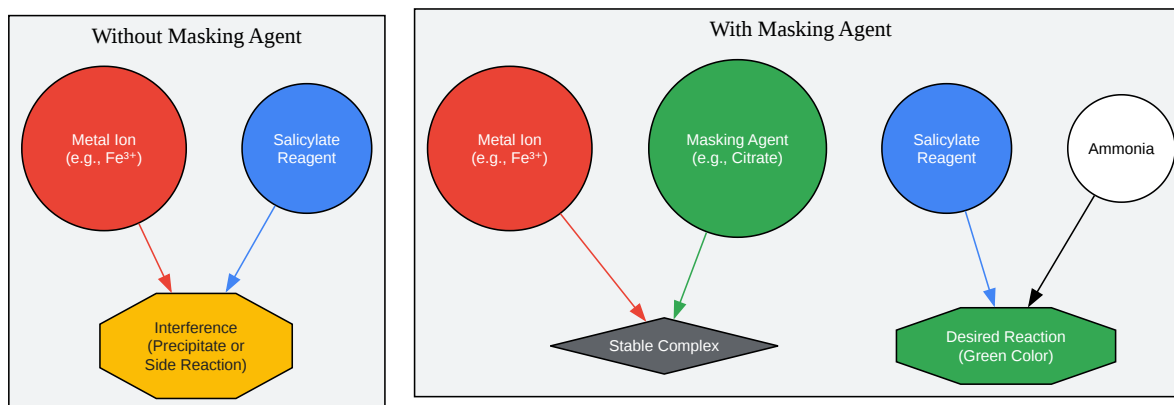 Without Masking Agent
Metal Ion
(e.g., Fe³⁺)
Salicylate
Reagent
Interference
(Precipitate or
Side Reaction)
With Masking Agent
Metal Ion
(e.g., Fe³⁺)
Masking Agent
(e.g., Citrate)
Salicylate
Reagent
Ammonia
Stable Complex
Desired Reaction
(Green Color)